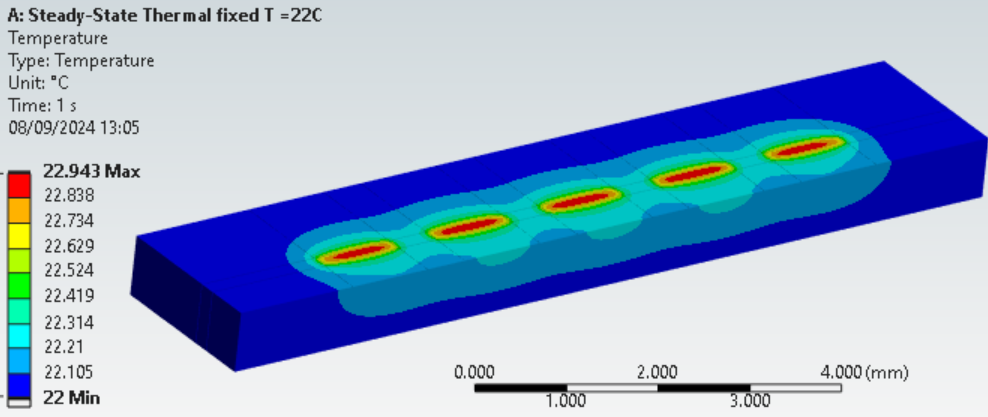 A: Steady-State Thermal fixed T =22C
Temperature
Type: Temperature
Unit: °C
Time: 1 s
08/09/2024 13:05
22.943 Max
22.838
22.734
22.629
22.524
22.419
22.314
22.21
22.105
22 Min
0.000 2.000 4.000 (mm)
1.000 3.000